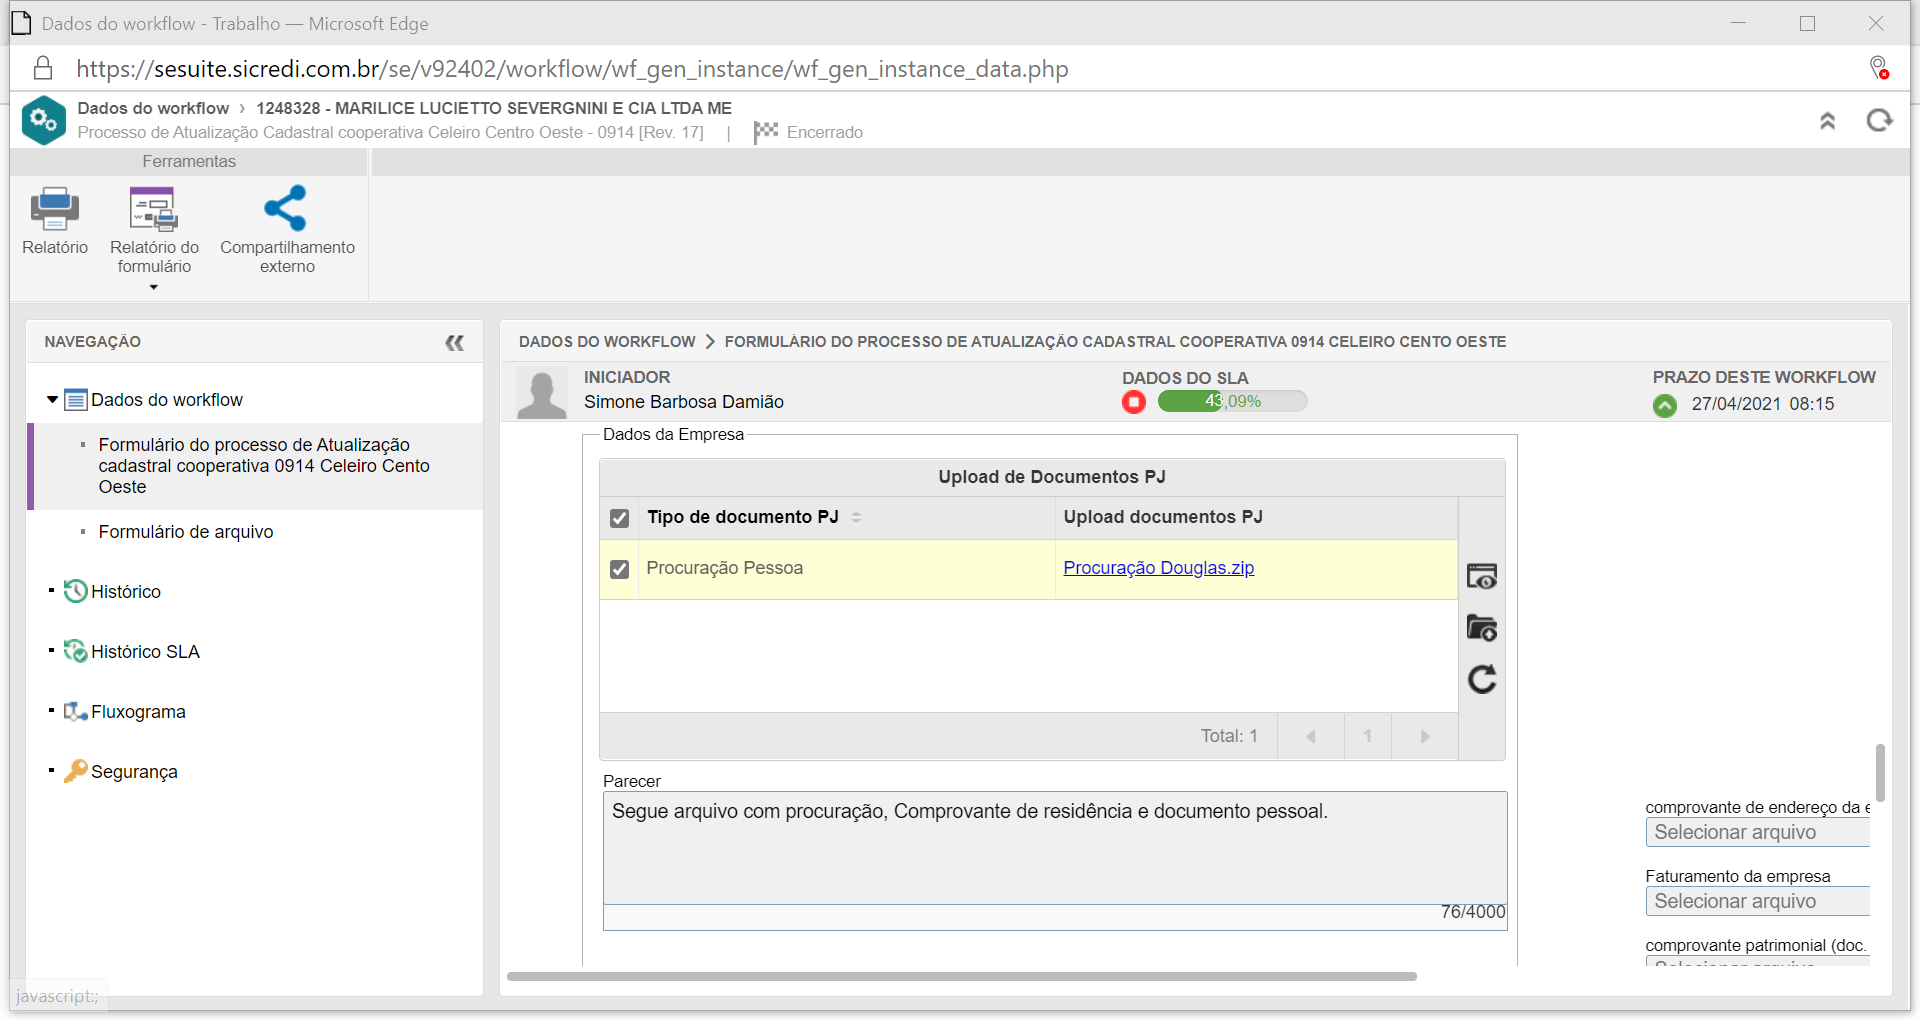 Dados do workflow - Trabalho — Microsoft Edge
https://sesuite.sicredi.com.br/se/v92402/workflow/wf_gen_instance/wf_gen_instance_data.php
Dados do workflow › 1248328 - MARILICE LUCIETTO SEVERGNINI E CIA LTDA ME
Processo de Atualização Cadastral cooperativa Celeiro Centro Oeste - 0914 [Rev. 17] | Encerrado
Ferramentas
Relatório
Relatório do
formulário
Compartilhamento
externo
NAVEGAÇÃO
Dados do workflow
Formulário do processo de Atualização
cadastral cooperativa 0914 Celeiro Cento
Oeste
Formulário de arquivo
Histórico
Histórico SLA
Fluxograma
Segurança
javascript:;
DADOS DO WORKFLOW > FORMULÁRIO DO PROCESSO DE ATUALIZAÇÃO CADASTRAL COOPERATIVA 0914 CELEIRO CENTO OESTE
INICIADOR
Simone Barbosa Damião
DADOS DO SLA
43,09%
PRAZO DESTE WORKFLOW
27/04/2021 08:15
Dados da Empresa
Upload de Documentos PJ
Tipo de documento PJ
Upload documentos PJ
Procuração Pessoa
Procuração Douglas.zip
Total: 1
1
Parecer
Segue arquivo com procuração, Comprovante de residência e documento pessoal.
76/4000
comprovante de endereço da e
Selecionar arquivo
Faturamento da empresa
Selecionar arquivo
comprovante patrimonial (doc.
Selecionar arquivo